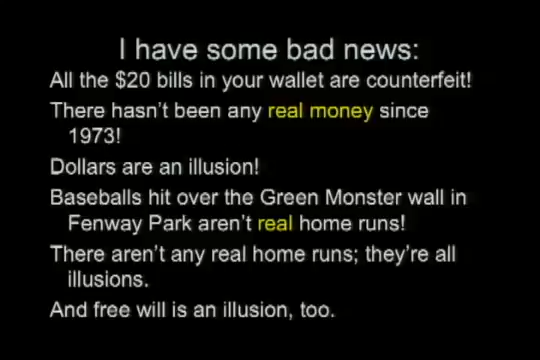 I have some bad news:
All the $20 bills in your wallet are counterfeit!
There hasn't been any real money since
1973!
Dollars are an illusion!
Baseballs hit over the Green Monster wall in
Fenway Park aren't real home runs!
There aren't any real home runs; they're all
illusions.
And free will is an illusion, too.